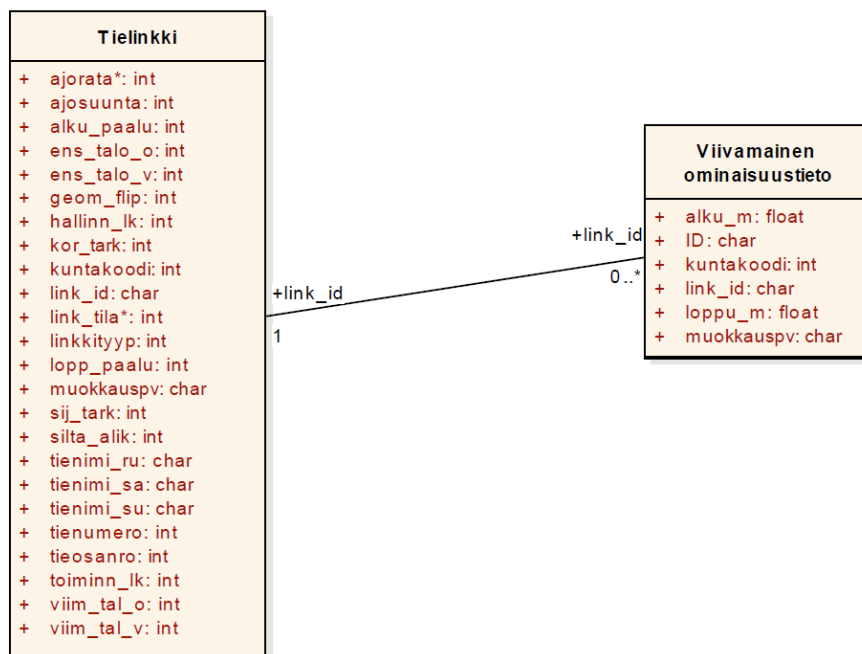 Tielinkki
+ ajorata*: int
+ ajosuunta: int
+ alku_paalu: int
+ ens_talo_o: int
+ ens_talo_v: int
+ geom_flip: int
+ hallinn_lk: int
+ kor_tark: int
+ kuntakoodi: int
+ link_id: char
+ link_tila*: int
+ linkkityyp: int
+ lopp_paalu: int
+ muokkauspv: char
+ sij_tark: int
+ silta_alik: int
+ tienimi_ru: char
+ tienimi_sa: char
+ tienimi_su: char
+ tienumero: int
+ tieosanro: int
+ toiminn_lk: int
+ viim_tal_o: int
+ viim_tal_v: int
+link_id
1
+link_id
0..*
Viivamainen
ominaisuustieto
+ alku_m: float
+ ID: char
+ kuntakoodi: int
+ link_id: char
+ loppu_m: float
+ muokkauspv: char